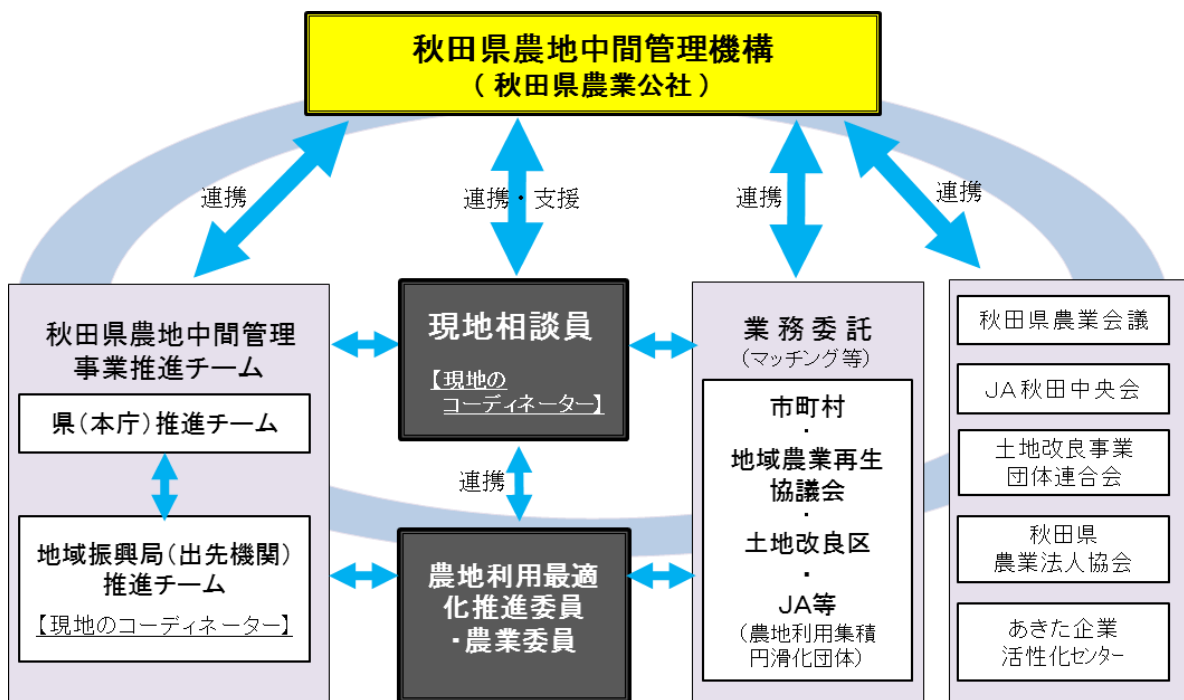 秋田県農地中間管理機構
（秋田県農業公社）
連携
連携・支援
連携
連携
秋田県農地中間管理
事業推進チーム
県（本庁）推進チーム
地域振興局（出先機関）
推進チーム
【現地のコーディネーター】
現地相談員
【現地の
コーディネーター】
連携
農地利用最適
化推進委員
・農業委員
業務委託
（マッチング等）
市町村
・
地域農業再生
協議会
・
土地改良区
・
JA等
（農地利用集積
円滑化団体）
秋田県農業会議
JA秋田中央会
土地改良事業
団体連合会
秋田県
農業法人協会
あきた企業
活性化センター